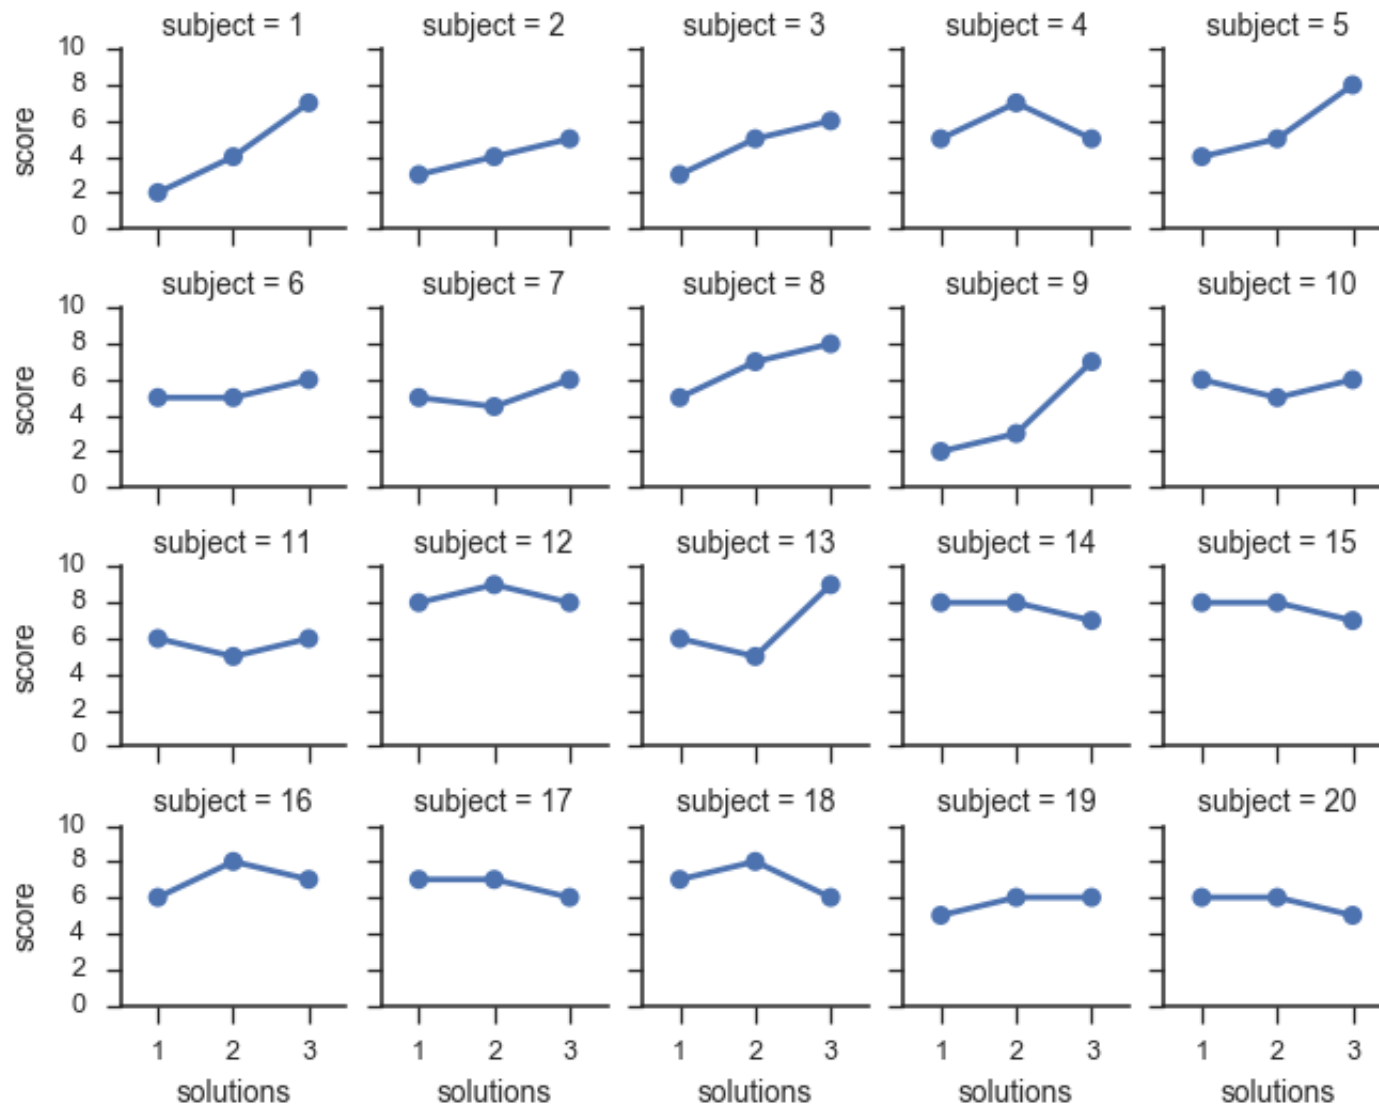 subject = 1 subject = 2 subject = 3 subject = 4 subject = 5
score
10
8
6
4
2
0
subject = 6 subject = 7 subject = 8 subject = 9 subject = 10
score
10
8
6
4
2
0
subject = 11 subject = 12 subject = 13 subject = 14 subject = 15
score
10
8
6
4
2
0
subject = 16 subject = 17 subject = 18 subject = 19 subject = 20
score
10
8
6
4
2
0
1 2 3 1 2 3 1 2 3 1 2 3 1 2 3
solutions solutions solutions solutions solutions